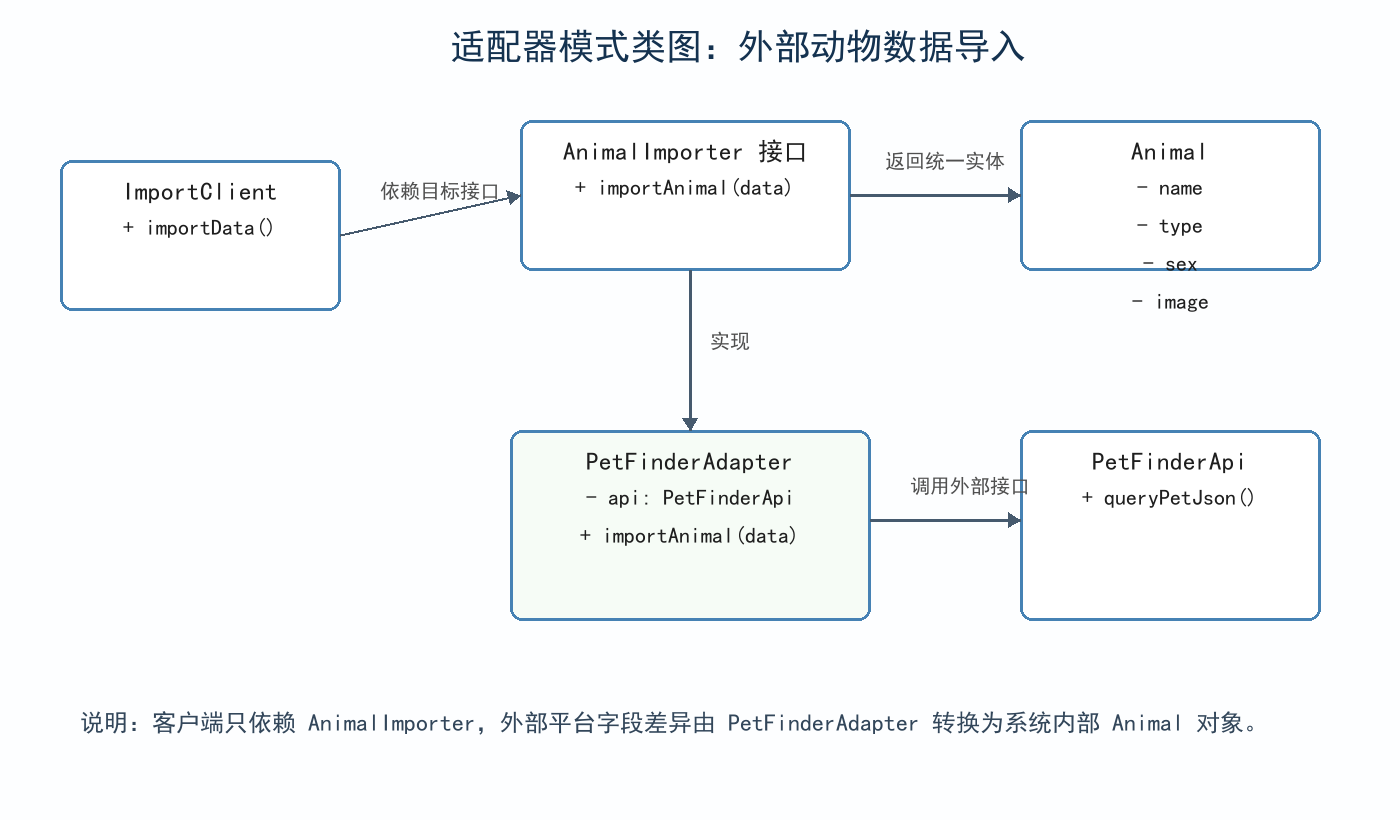 适配器模式类图：外部动物数据导入
ImportClient
+ importData()
依赖目标接口
AnimalImporter 接口
+ importAnimal(data)
返回统一实体
Animal
- name
- type
- sex
- image
实现
PetFinderAdapter
- api: PetFinderApi
+ importAnimal(data)
调用外部接口
PetFinderApi
+ queryPetJson()
说明：客户端只依赖 AnimalImporter，外部平台字段差异由 PetFinderAdapter 转换为系统内部 Animal 对象。